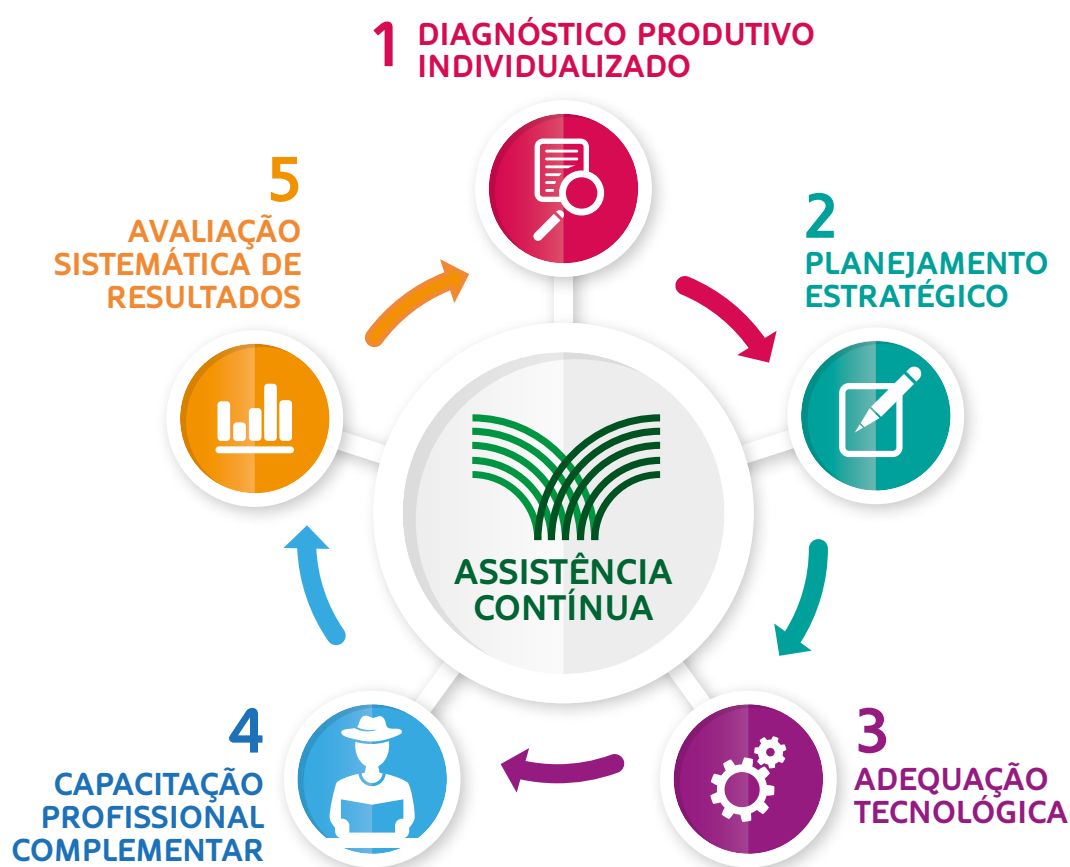 1 DIAGNÓSTICO PRODUTIVO
INDIVIDUALIZADO
2
PLANEJAMENTO
ESTRATÉGICO
3
ADEQUAÇÃO
TECNOLÓGICA
4
CAPACITAÇÃO
PROFISSIONAL
COMPLEMENTAR
5
AVALIAÇÃO
SISTEMÁTICA DE
RESULTADOS
ASSISTÊNCIA
CONTÍNUA